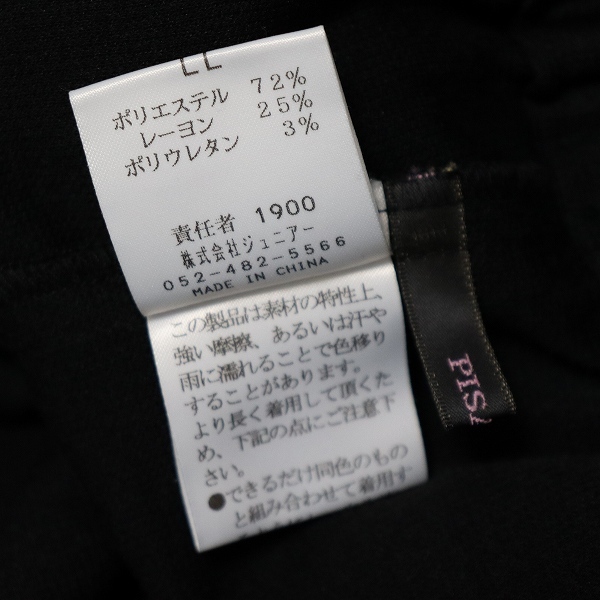 LL
ポリエステル 72%
レーヨン 25%
ポリウレタン 3%
責任者 1900
株式会社ジュニアー
052-482-5566
MADE IN CHINA
この製品は素材の特性上、
強い摩擦、あるいは汗や
雨に濡れることで色移り
することがあります。
より長く着用して頂くた
め、下記の点にご注意下
さい。
●できるだけ同色のもの
と組み合わせて着用す
PISA